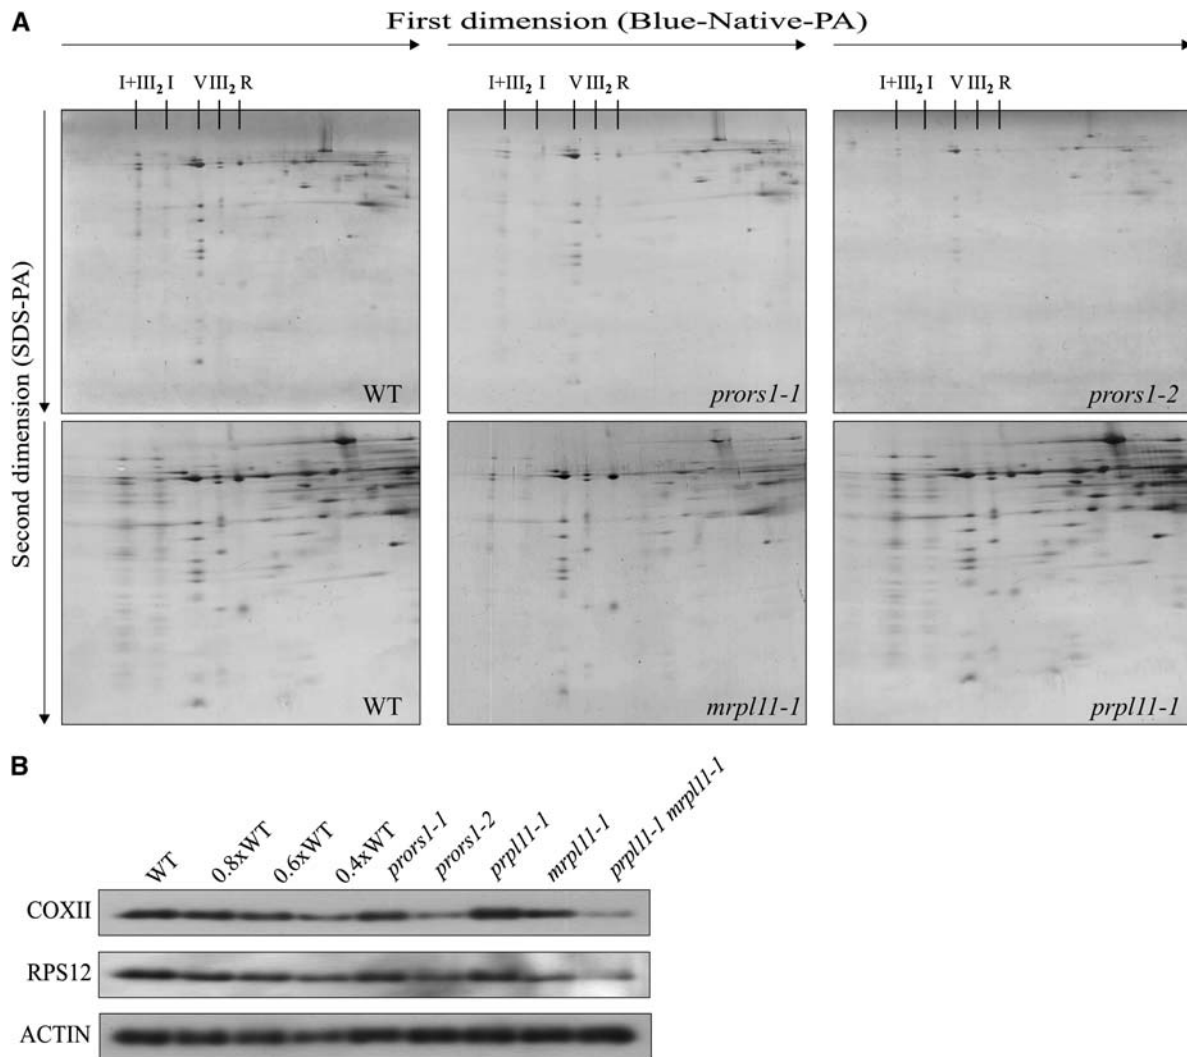 A
First dimension (Blue-Native-PA)
I+III2 I V III2 R
I+III2 I V III2 R
I+III2 I V III2 R
Second dimension (SDS-PA)
WT
prors1-1
prors1-2
WT
mrpl11-1
prpl11-1
B
WT
0.8xWT
0.6xWT
0.4xWT
prors1-1
prors1-2
prpl11-1
mrpl11-1
prpl11-1 mrpl11-1
COXII
RPS12
ACTIN